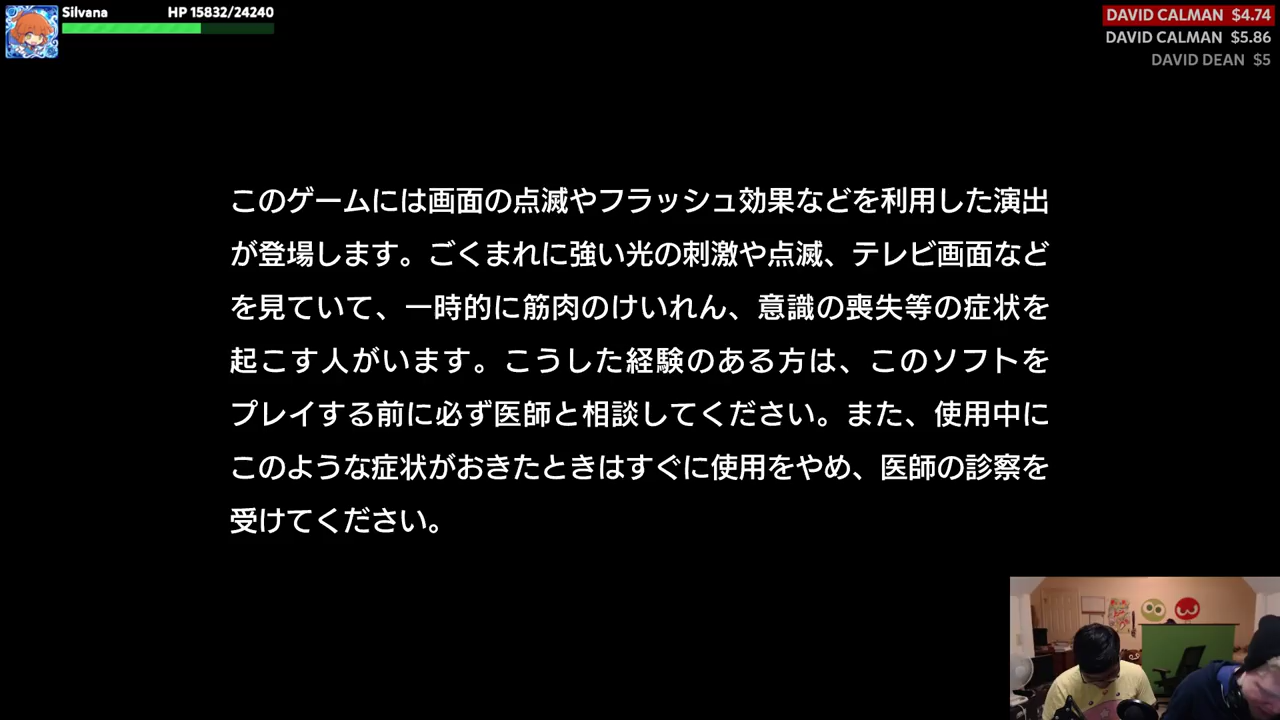 Silvana HP 15832/24240
DAVID CALMAN $4.74
DAVID CALMAN $5.86
DAVID DEAN $5
このゲームには画面の点滅やフラッシュ効果などを利用した演出
が登場します。ごくまれに強い光の刺激や点滅、テレビ画面など
を見ていて、一時的に筋肉のけいれん、意識の喪失等の症状を
起こす人がいます。こうした経験のある方は、このソフトを
プレイする前に必ず医師と相談してください。また、使用中に
このような症状がおきたときはすぐに使用をやめ、医師の診察を
受けてください。